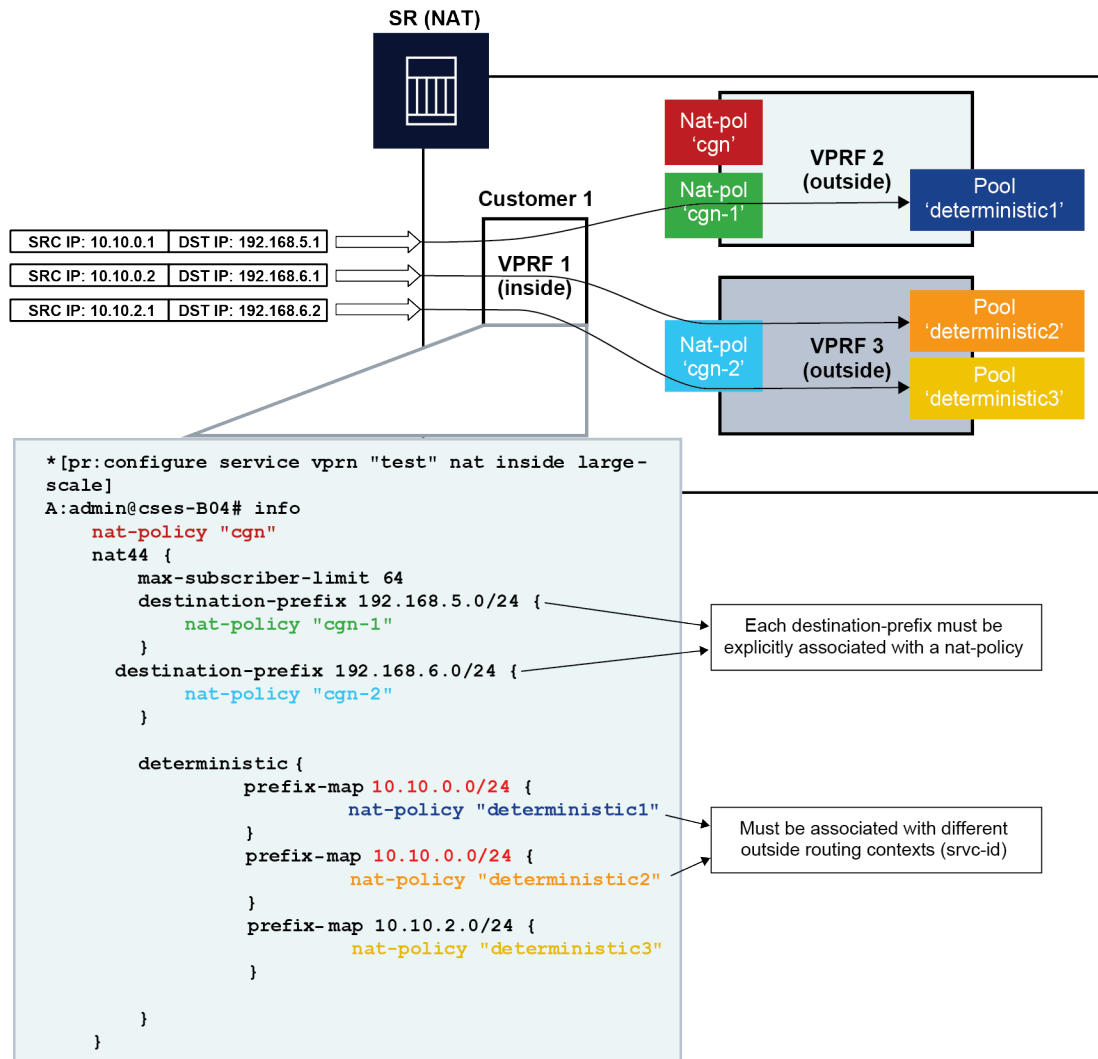 SR (NAT)
Nat-pol
‘cgn’
VPRF 2
(outside)
Nat-pol
‘cgn-1’
Pool
‘deterministic1’
Customer 1
SRC IP: 10.10.0.1 DST IP: 192.168.5.1
SRC IP: 10.10.0.2 DST IP: 192.168.6.1
SRC IP: 10.10.2.1 DST IP: 192.168.6.2
VPRF 1
(inside)
Pool
‘deterministic2’
Nat-pol
‘cgn-2’
VPRF 3
(outside)
Pool
‘deterministic3’
*[pr:configure service vprn "test" nat inside large-
scale]
A:admin@cses-B04# info
nat-policy "cgn"
nat44 {
max-subscriber-limit 64
destination-prefix 192.168.5.0/24 {
nat-policy "cgn-1"
}
destination-prefix 192.168.6.0/24 {
nat-policy "cgn-2"
}
deterministic {
prefix-map 10.10.0.0/24 {
nat-policy "deterministic1"
}
prefix-map 10.10.0.0/24 {
nat-policy "deterministic2"
}
prefix-map 10.10.2.0/24 {
nat-policy "deterministic3"
}
}
}
Each destination-prefix must be
explicitly associated with a nat-policy
Must be associated with different
outside routing contexts (srvc-id)